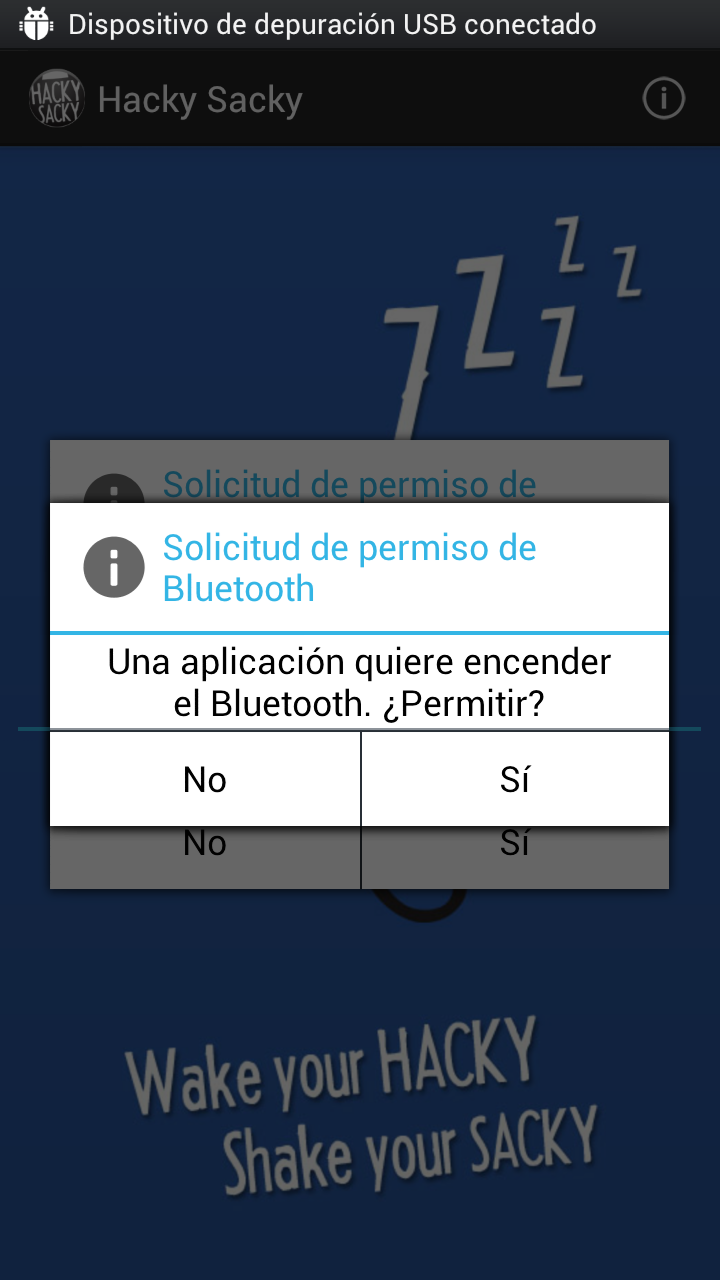 Dispositivo de depuración USB conectado
HACKY
SACKY
Hacky Sacky
z z z z z
Solicitud de permiso de
Solicitud de permiso de
Bluetooth
Una aplicación quiere encender
el Bluetooth. ¿Permitir?
No Sí
No Sí
Wake your HACKY
Shake your SACKY